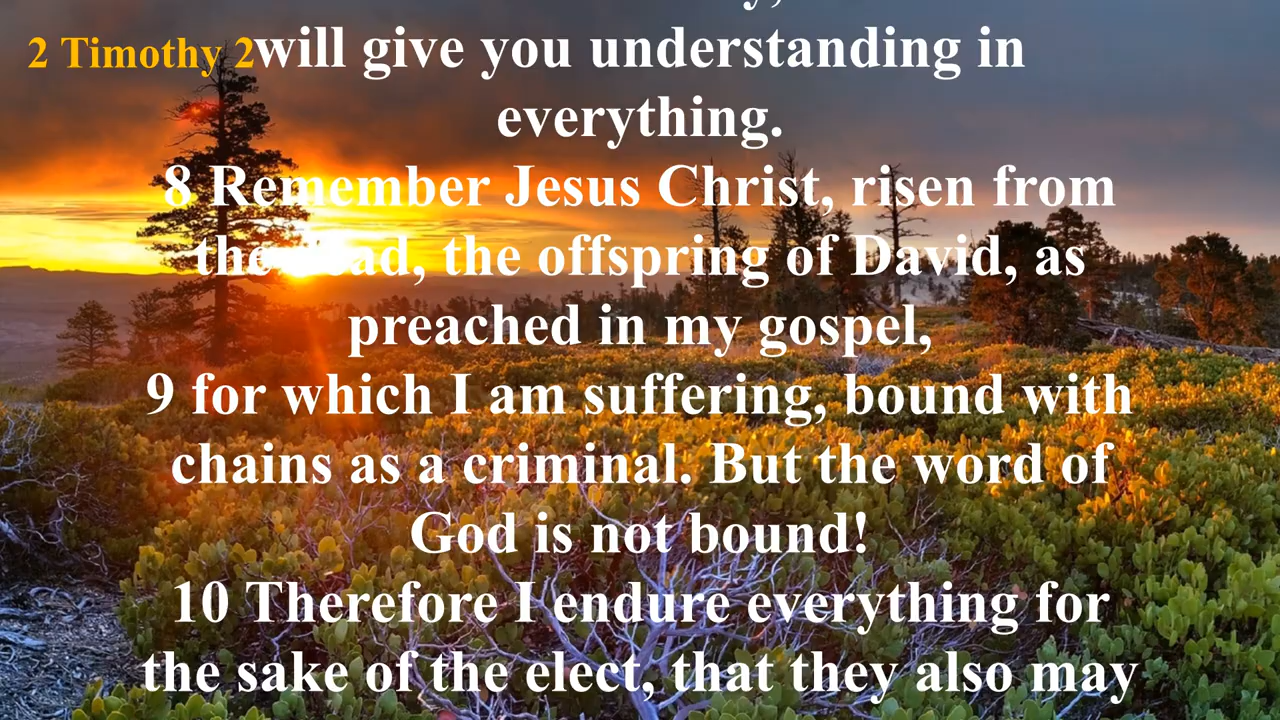 2 Timothy 2
will give you understanding in
everything.
8 Remember Jesus Christ, risen from
the dead, the offspring of David, as
preached in my gospel,
9 for which I am suffering, bound with
chains as a criminal. But the word of
God is not bound!
10 Therefore I endure everything for
the sake of the elect, that they also may